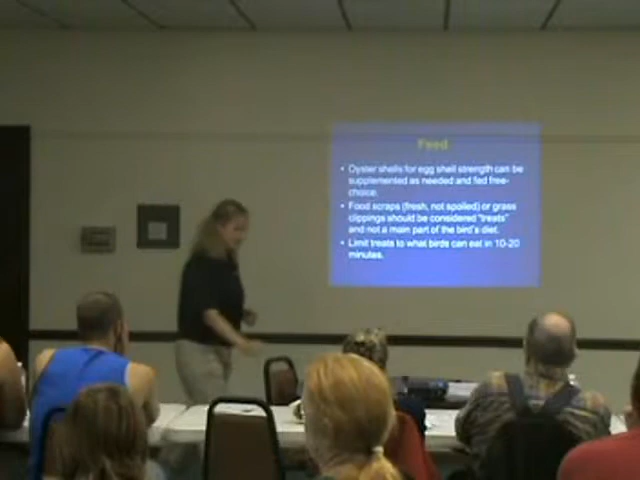 Feed
• Oyster shells for egg shell strength can be
supplemented as needed and fed free-
choice.
• Food scraps (fresh, not spoiled) or grass
clippings should be considered "treats"
and not a main part of the bird's diet.
• Limit treats to what birds can eat in 10-20
minutes.